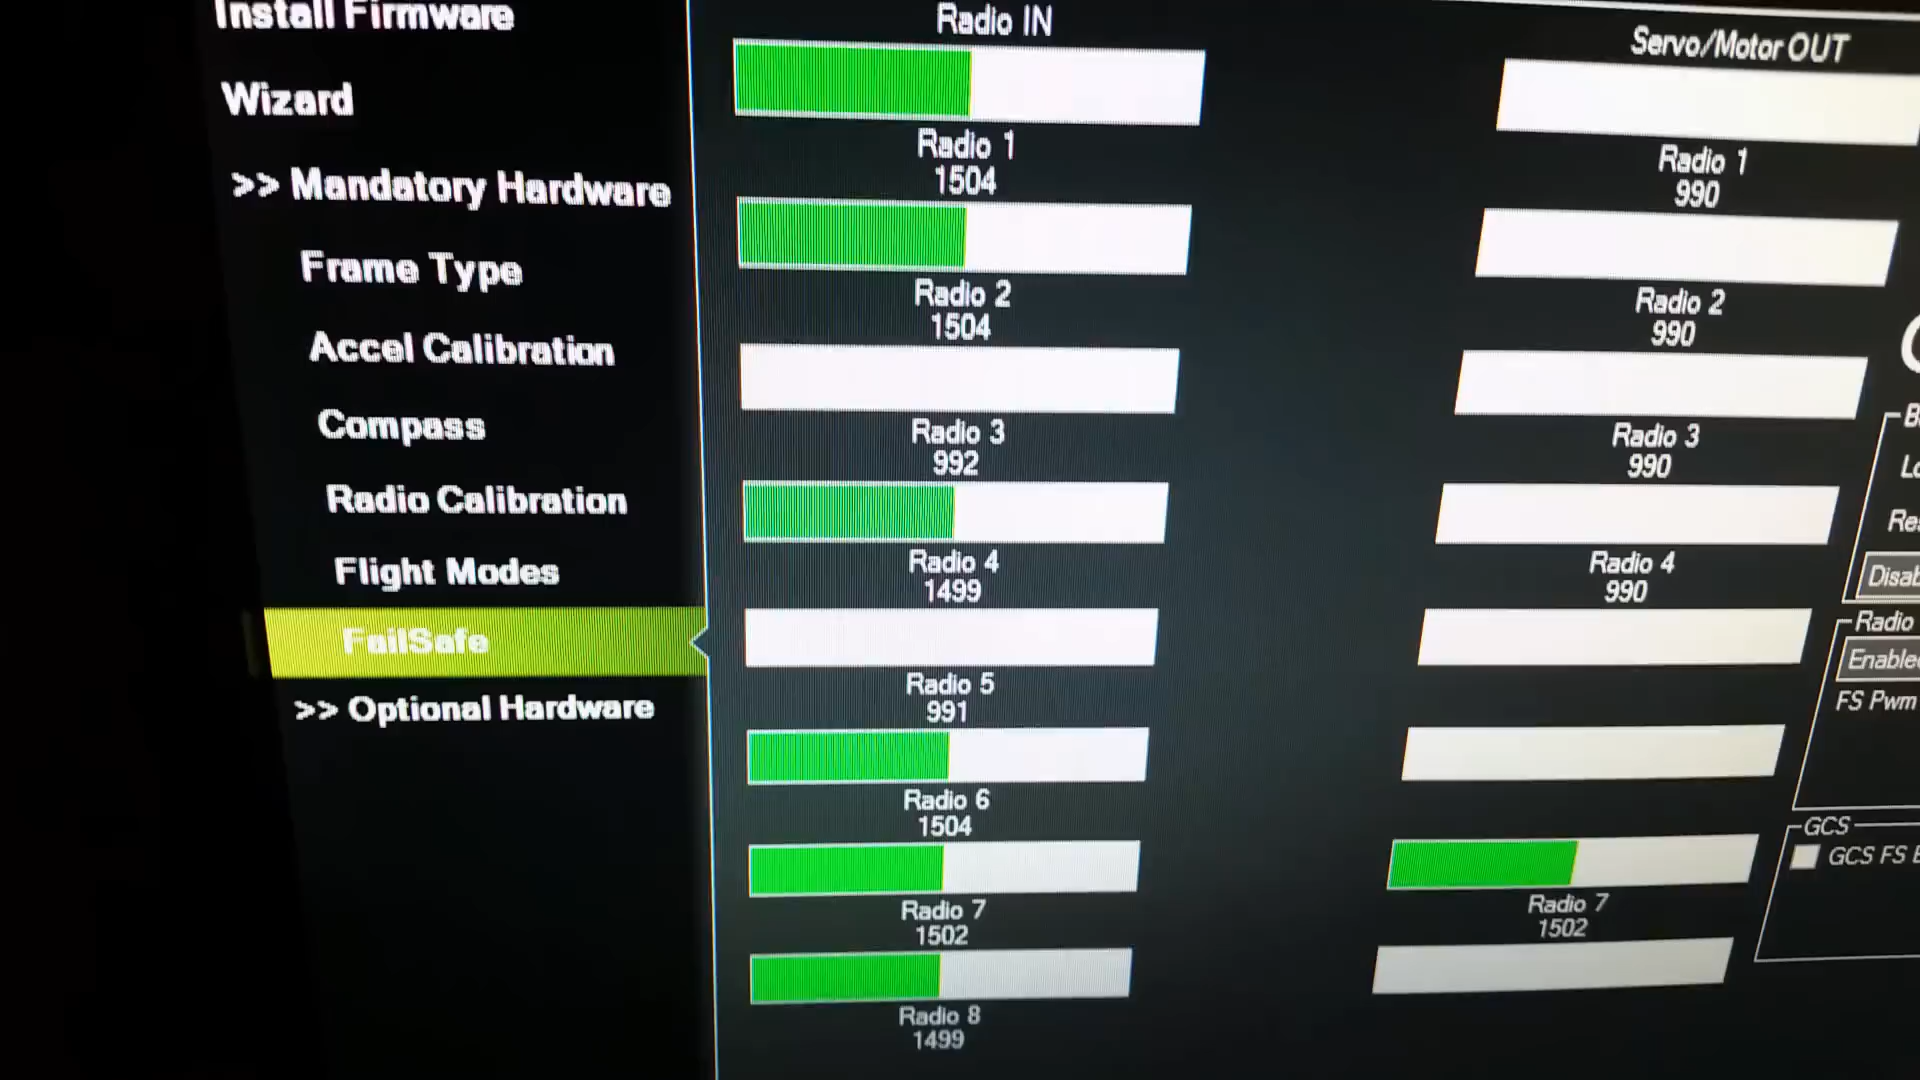 Install Firmware
Wizard
>> Mandatory Hardware
Frame Type
Accel Calibration
Compass
Radio Calibration
Flight Modes
FailSafe
>> Optional Hardware
Radio IN
Radio 1
1504
Radio 2
1504
Radio 3
992
Radio 4
1499
Radio 5
991
Radio 6
1504
Radio 7
1502
Radio 8
1499
Servo/Motor OUT
Radio 1
990
Radio 2
990
Radio 3
990
Radio 4
990
Radio 7
1502
Radio
FS Pwm
GCS
GCS FS